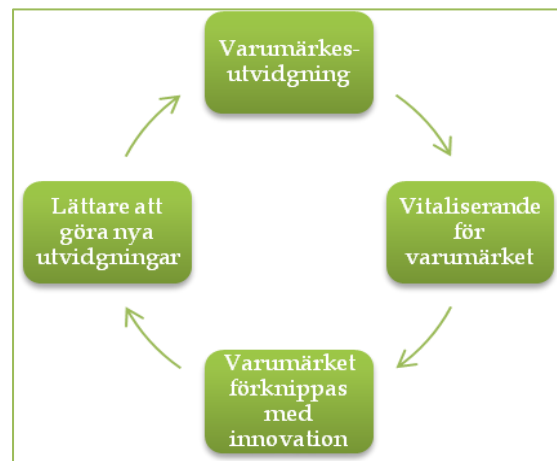 Varumärkes-
utvidgning
Vitaliserande
för
varumärket
Varumärket
förknippas
med
innovation
Lättare att
göra nya
utvidgningar